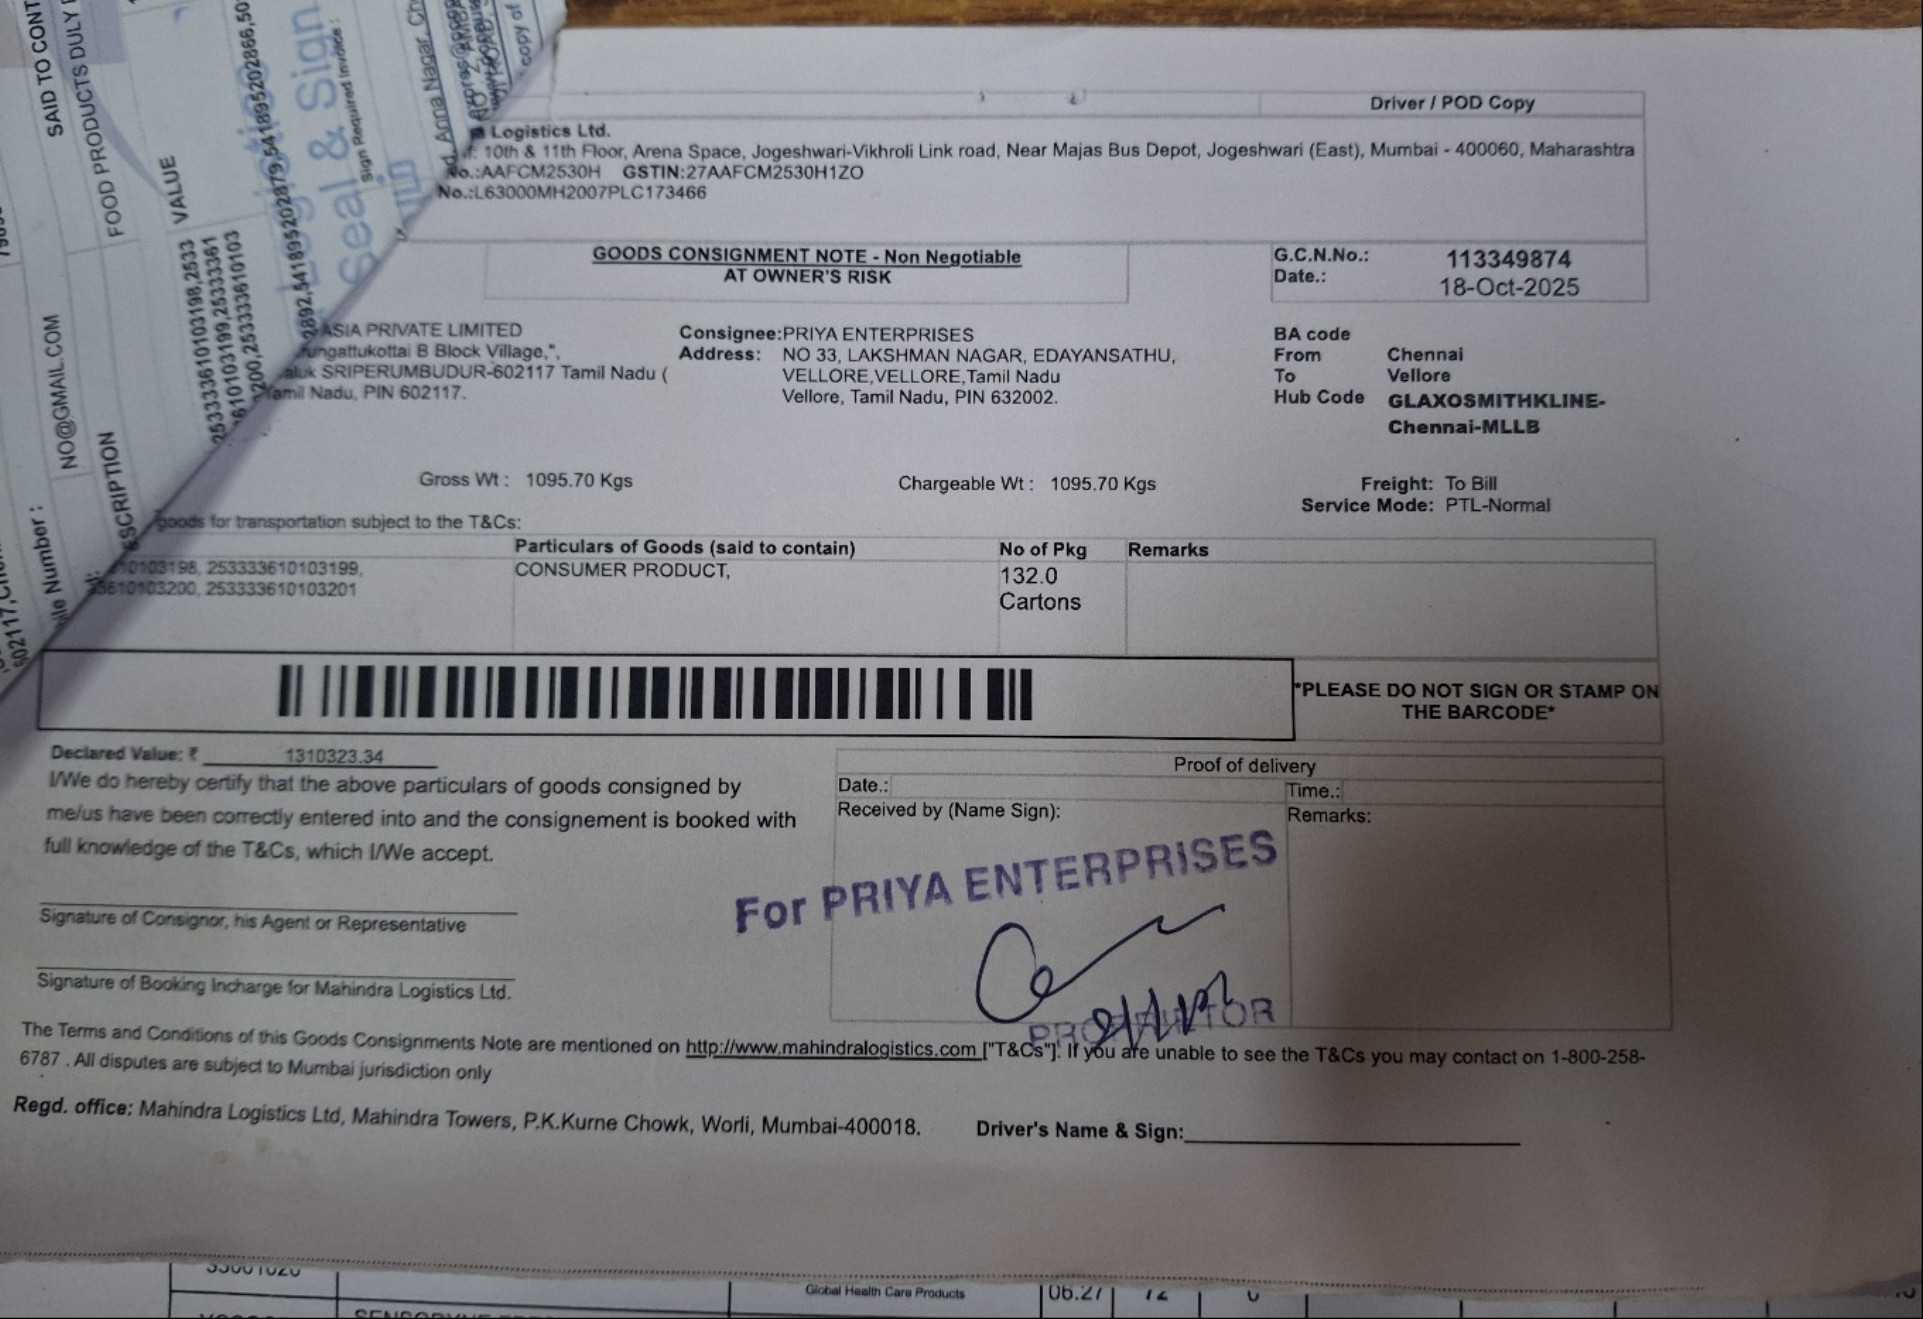 SAID TO CONT
FOOD PRODUCTS DULY
VALUE
NO@GMAIL.COM
Seal & Sign
Sign Required Invoice :
Anna Nagar, Ch
copy of
Driver / POD Copy
Logistics Ltd.
10th & 11th Floor, Arena Space, Jogeshwari-Vikhroli Link road, Near Majas Bus Depot, Jogeshwari (East), Mumbai - 400060, Maharashtra
No.:AAFCM2530H GSTIN:27AAFCM2530H1ZO
No.:L63000MH2007PLC173466
GOODS CONSIGNMENT NOTE - Non Negotiable
AT OWNER'S RISK
G.C.N.No.: 113349874
Date.: 18-Oct-2025
ASIA PRIVATE LIMITED
ungattukottai B Block Village,",
aluk SRIPERUMBUDUR-602117 Tamil Nadu (
amil Nadu, PIN 602117.
Consignee:PRIYA ENTERPRISES
Address: NO 33, LAKSHMAN NAGAR, EDAYANSATHU,
VELLORE,VELLORE,Tamil Nadu
Vellore, Tamil Nadu, PIN 632002.
BA code
From Chennai
To Vellore
Hub Code GLAXOSMITHKLINE-
Chennai-MLLB
Gross Wt : 1095.70 Kgs
Chargeable Wt : 1095.70 Kgs
Freight: To Bill
Service Mode: PTL-Normal
goods for transportation subject to the T&Cs:
Particulars of Goods (said to contain)
No of Pkg
Remarks
10103198, 253333610103199,
3610103200, 253333610103201
CONSUMER PRODUCT,
132.0
Cartons
*PLEASE DO NOT SIGN OR STAMP ON
THE BARCODE*
Declared Value: ₹ 1310323.34
I/We do hereby certify that the above particulars of goods consigned by
me/us have been correctly entered into and the consignement is booked with
full knowledge of the T&Cs, which I/We accept.
Signature of Consignor, his Agent or Representative
Signature of Booking Incharge for Mahindra Logistics Ltd.
Proof of delivery
Date.:
Time.:
Received by (Name Sign):
Remarks:
For PRIYA ENTERPRISES
The Terms and Conditions of this Goods Consignments Note are mentioned on http://www.mahindralogistics.com ["T&Cs"]. If you are unable to see the T&Cs you may contact on 1-800-258-
6787 . All disputes are subject to Mumbai jurisdiction only
Regd. office: Mahindra Logistics Ltd, Mahindra Towers, P.K.Kurne Chowk, Worli, Mumbai-400018.
Driver's Name & Sign:
Global Health Care Products
06.27